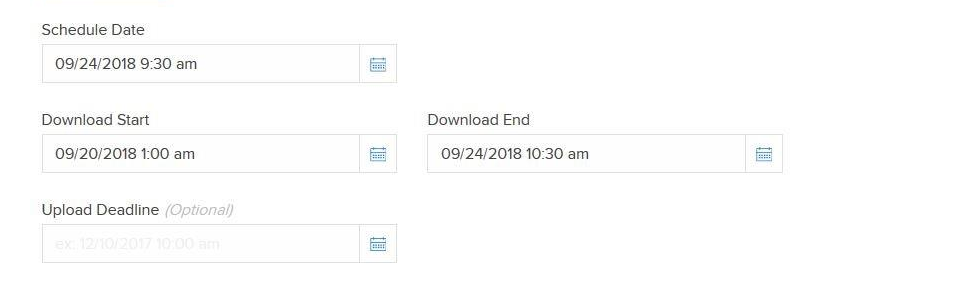 Schedule Date
09/24/2018 9:30 am
Download Start
09/20/2018 1:00 am
Download End
09/24/2018 10:30 am
Upload Deadline (Optional)
ex: 12/10/2017 10:00 am